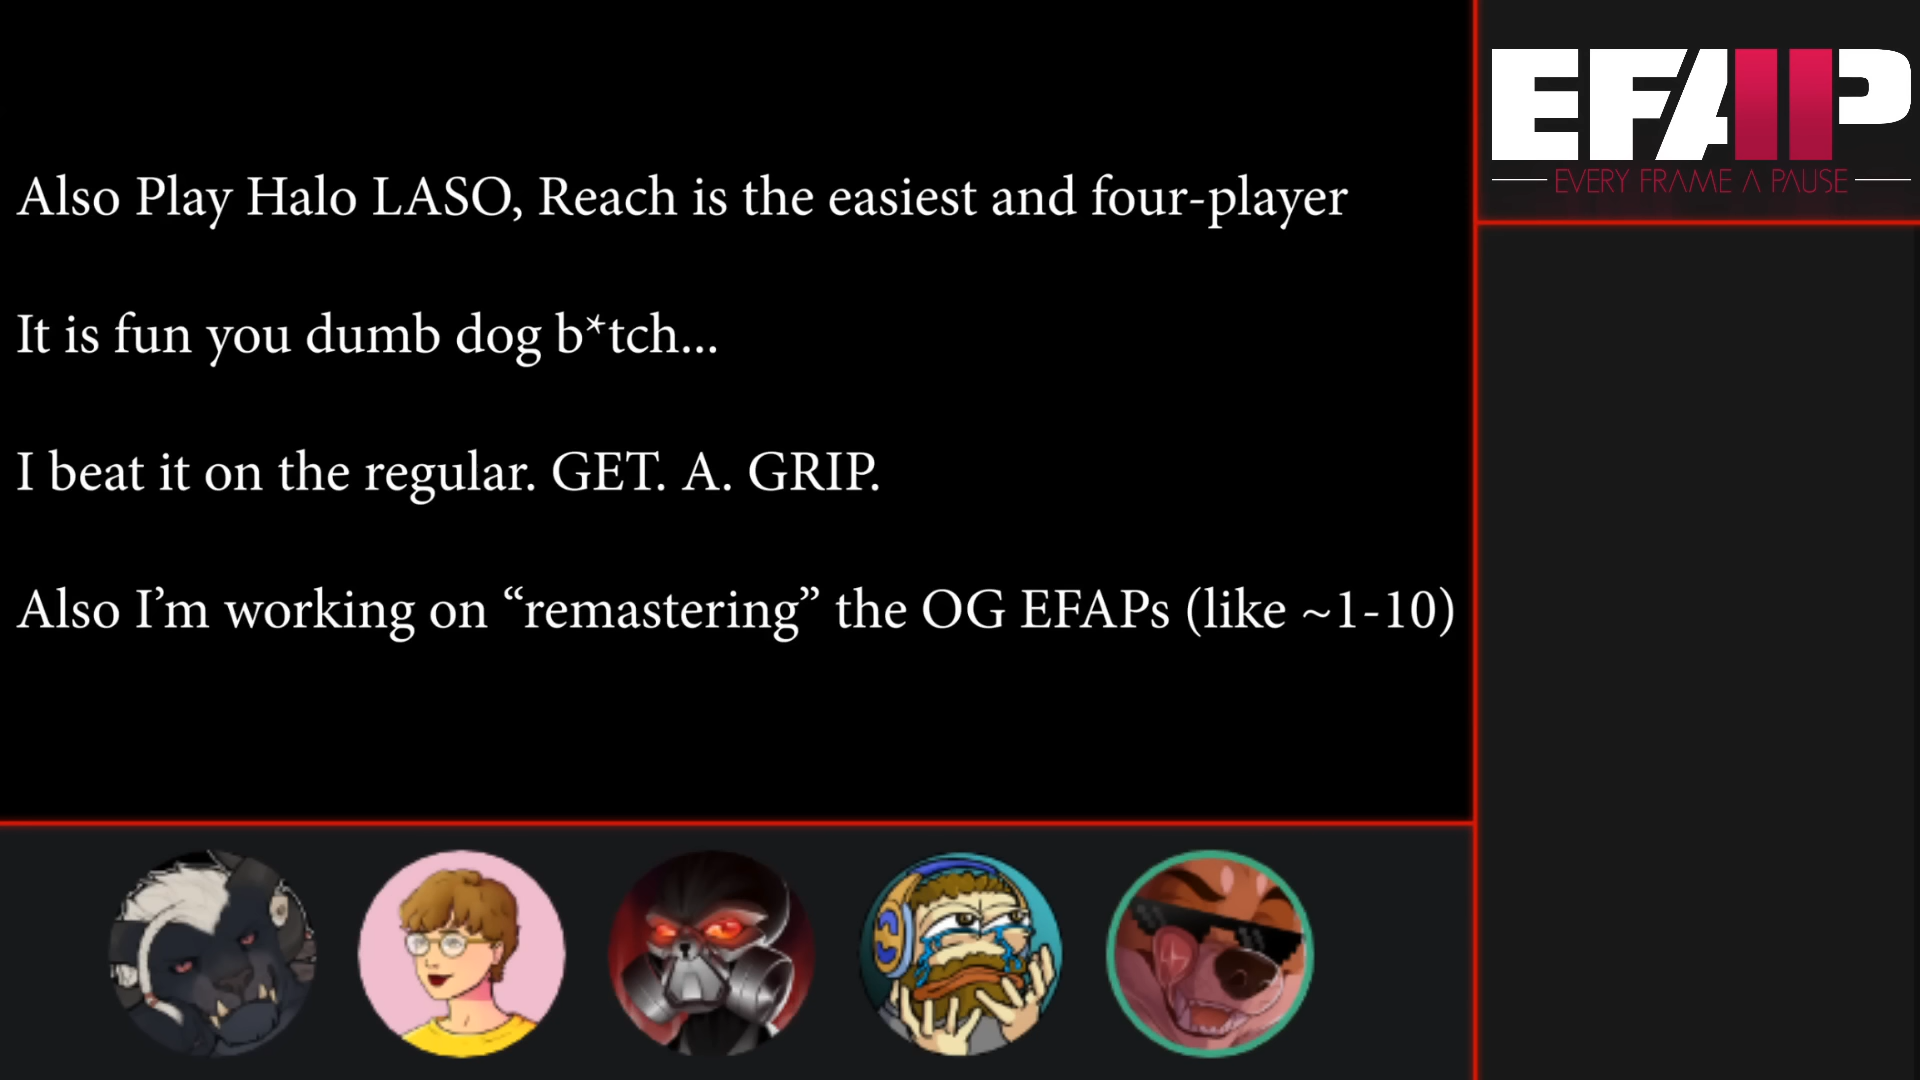 Also Play Halo LASO, Reach is the easiest and four-player
It is fun you dumb dog b*tch...
I beat it on the regular. GET. A. GRIP.
Also I’m working on “remastering” the OG EFAPs (like ~1-10)
EFAP
EVERY FRAME A PAUSE